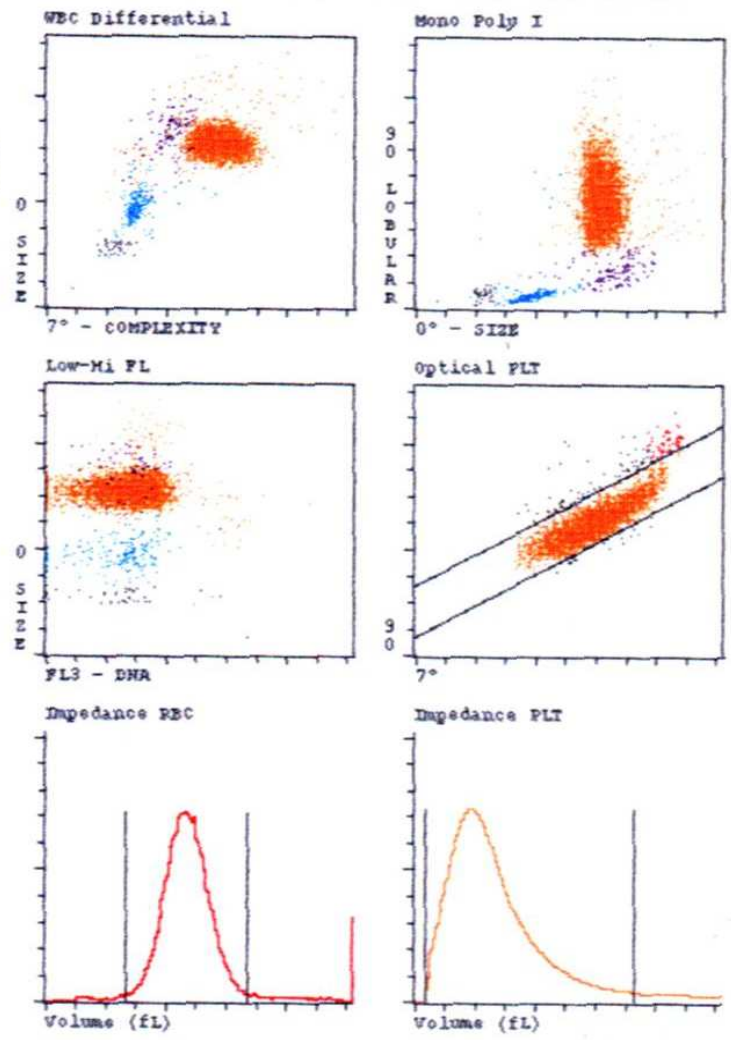 WBC Differential
Mono Poly I
0 SIZE
7° - COMPLEXITY
90 LOBULAR
0° - SIZE
Low-Mi FL
Optical PLT
0 SIZE
FL3 - DNA
90
7°
Impedance RBC
Impedance PLT
Volume (fL)
Volume (fL)